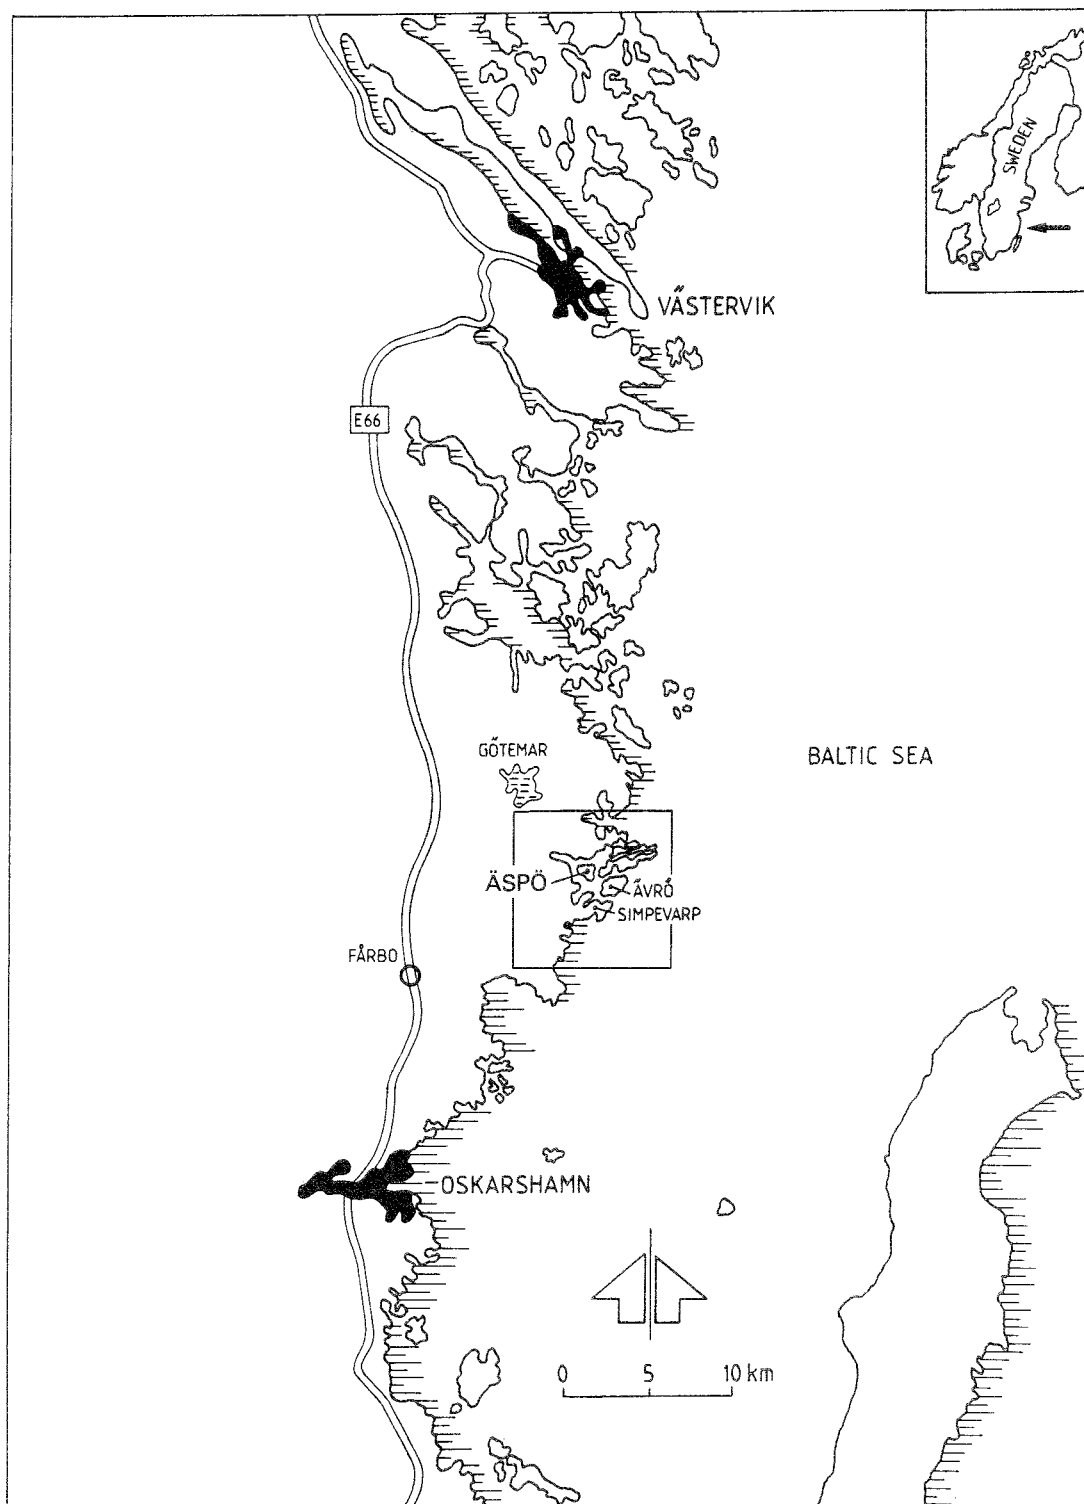 SWEDEN
VÄSTERVIK
E66
GÖTEMAR
BALTIC SEA
ÄSPÖ
ÄVRÖ
SIMPEVARP
FÅRBO
OSKARSHAMN
0 5 10 km